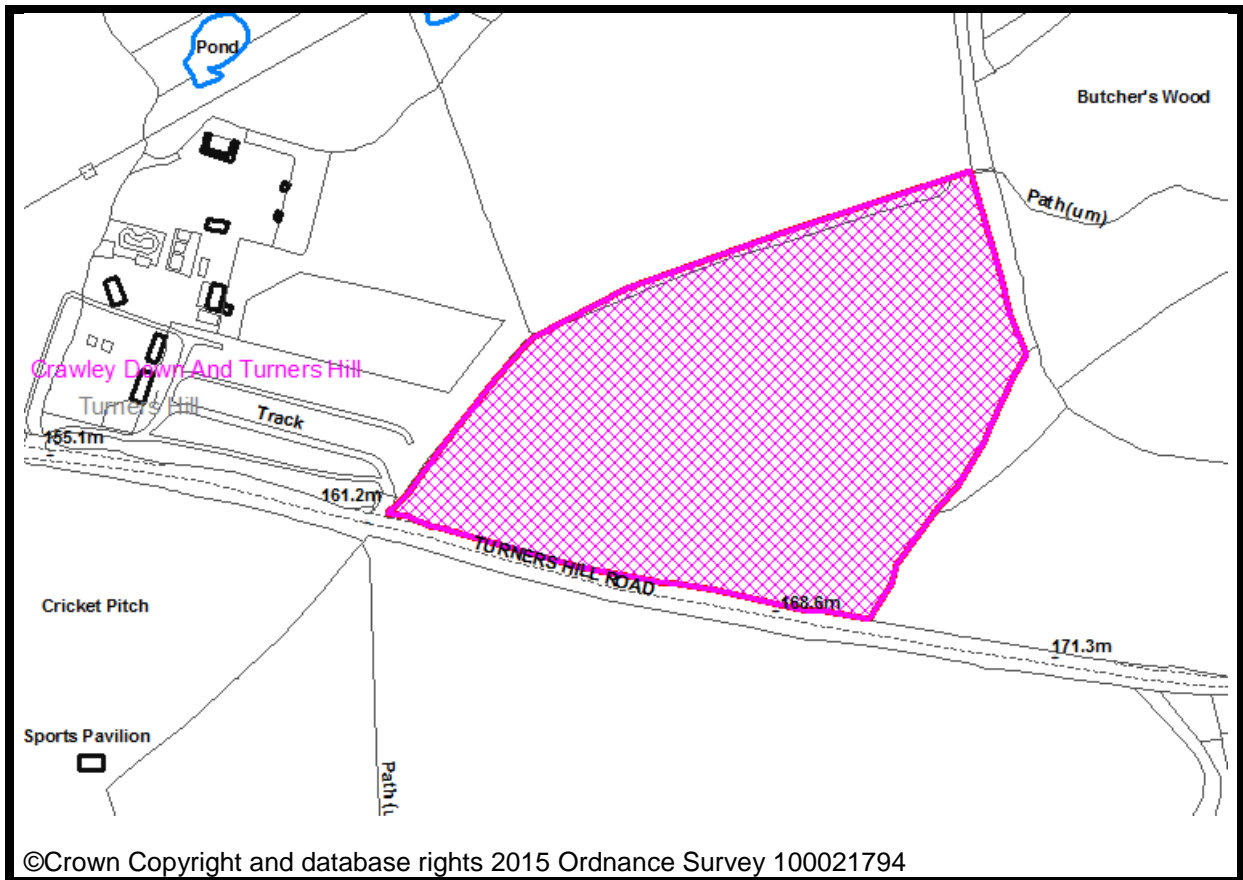 Pond
Butcher's Wood
Path(um)
Crawley Down And Turners Hill
Turners Hill
Track
155.1m
161.2m
TURNERS HILL ROAD
168.6m
Cricket Pitch
171.3m
Sports Pavilion
Path(u
©Crown Copyright and database rights 2015 Ordnance Survey 100021794